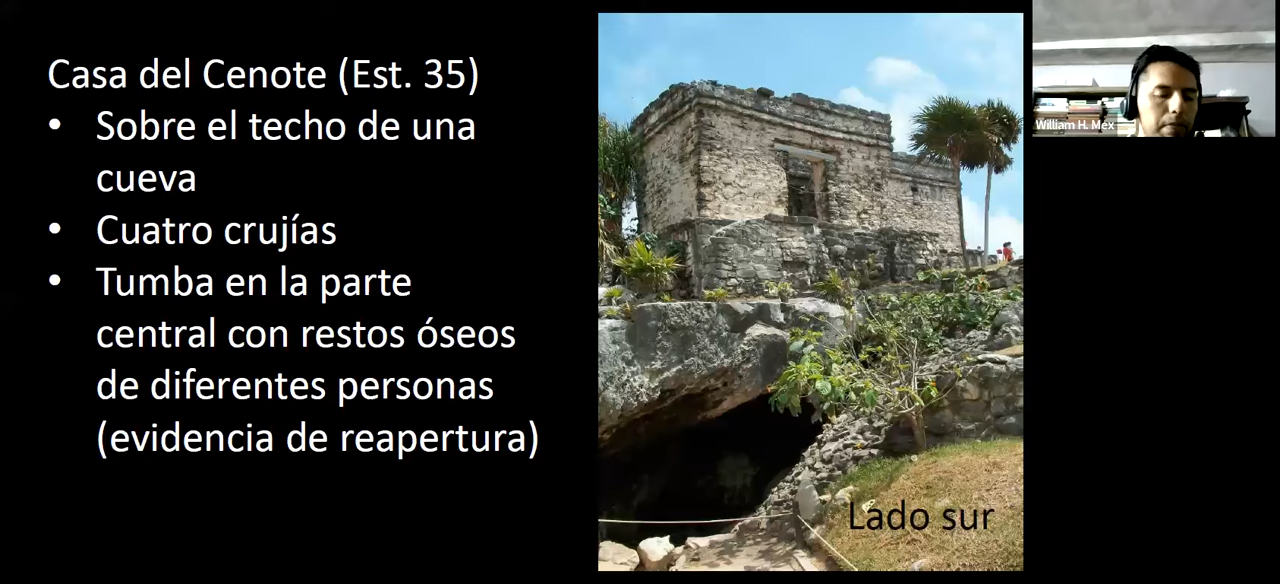 Casa del Cenote (Est. 35)
• Sobre el techo de una
cueva
• Cuatro crujías
• Tumba en la parte
central con restos óseos
de diferentes personas
(evidencia de reapertura)
Lado sur
William H. Mex